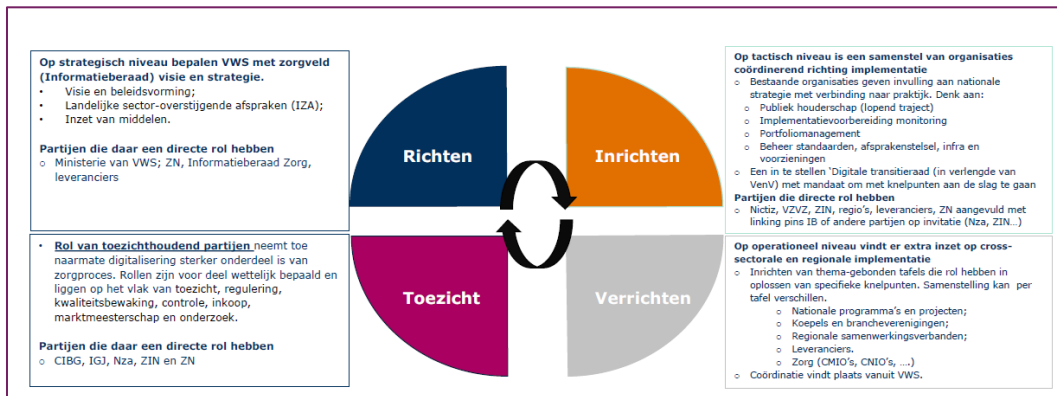 Op strategisch niveau bepalen VWS met zorgveld
(Informatieberaad) visie en strategie.
• Visie en beleidsvorming;
• Landelijke sector-overstijgende afspraken (IZA);
• Inzet van middelen.
Partijen die daar een directe rol hebben
o Ministerie van VWS; ZN, Informatieberaad Zorg,
leveranciers
Richten
Inrichten
Op tactisch niveau is een samenstel van organisaties
coördinerend richting implementatie
o Bestaande organisaties geven invulling aan nationale
strategie met verbinding naar praktijk. Denk aan:
o Publiek houderschap (lopend traject)
o Implementatievoorbereiding monitoring
o Portfoliomanagement
o Beheer standaarden, afsprakenstelsel, infra en
voorzieningen
o Een in te stellen 'Digitale transitieraad (in verlengde van
VenV) met mandaat om met knelpunten aan de slag te gaan
Partijen die directe rol hebben
o Nictiz, VZVZ, ZIN, regio's, leveranciers, ZN aangevuld met
linking pins IB of andere partijen op invitatie (Nza, ZIN…)
• Rol van toezichthoudend partijen neemt toe
naarmate digitalisering sterker onderdeel is van
zorgproces. Rollen zijn voor deel wettelijk bepaald en
liggen op het vlak van toezicht, regulering,
kwaliteitsbewaking, controle, inkoop,
marktmeesterschap en onderzoek.
Partijen die daar een directe rol hebben
o CIBG, IGJ, Nza, ZIN en ZN
Toezicht
Verrichten
Op operationeel niveau vindt er extra inzet op cross-
sectorale en regionale implementatie
o Inrichten van thema-gebonden tafels die rol hebben in
oplossen van specifieke knelpunten. Samenstelling kan per
tafel verschillen.
o Nationale programma's en projecten;
o Koepels en brancheverenigingen;
o Regionale samenwerkingsverbanden;
o Leveranciers.
o Zorg (CMIO's, CNIO's, ….)
o Coördinatie vindt plaats vanuit VWS.